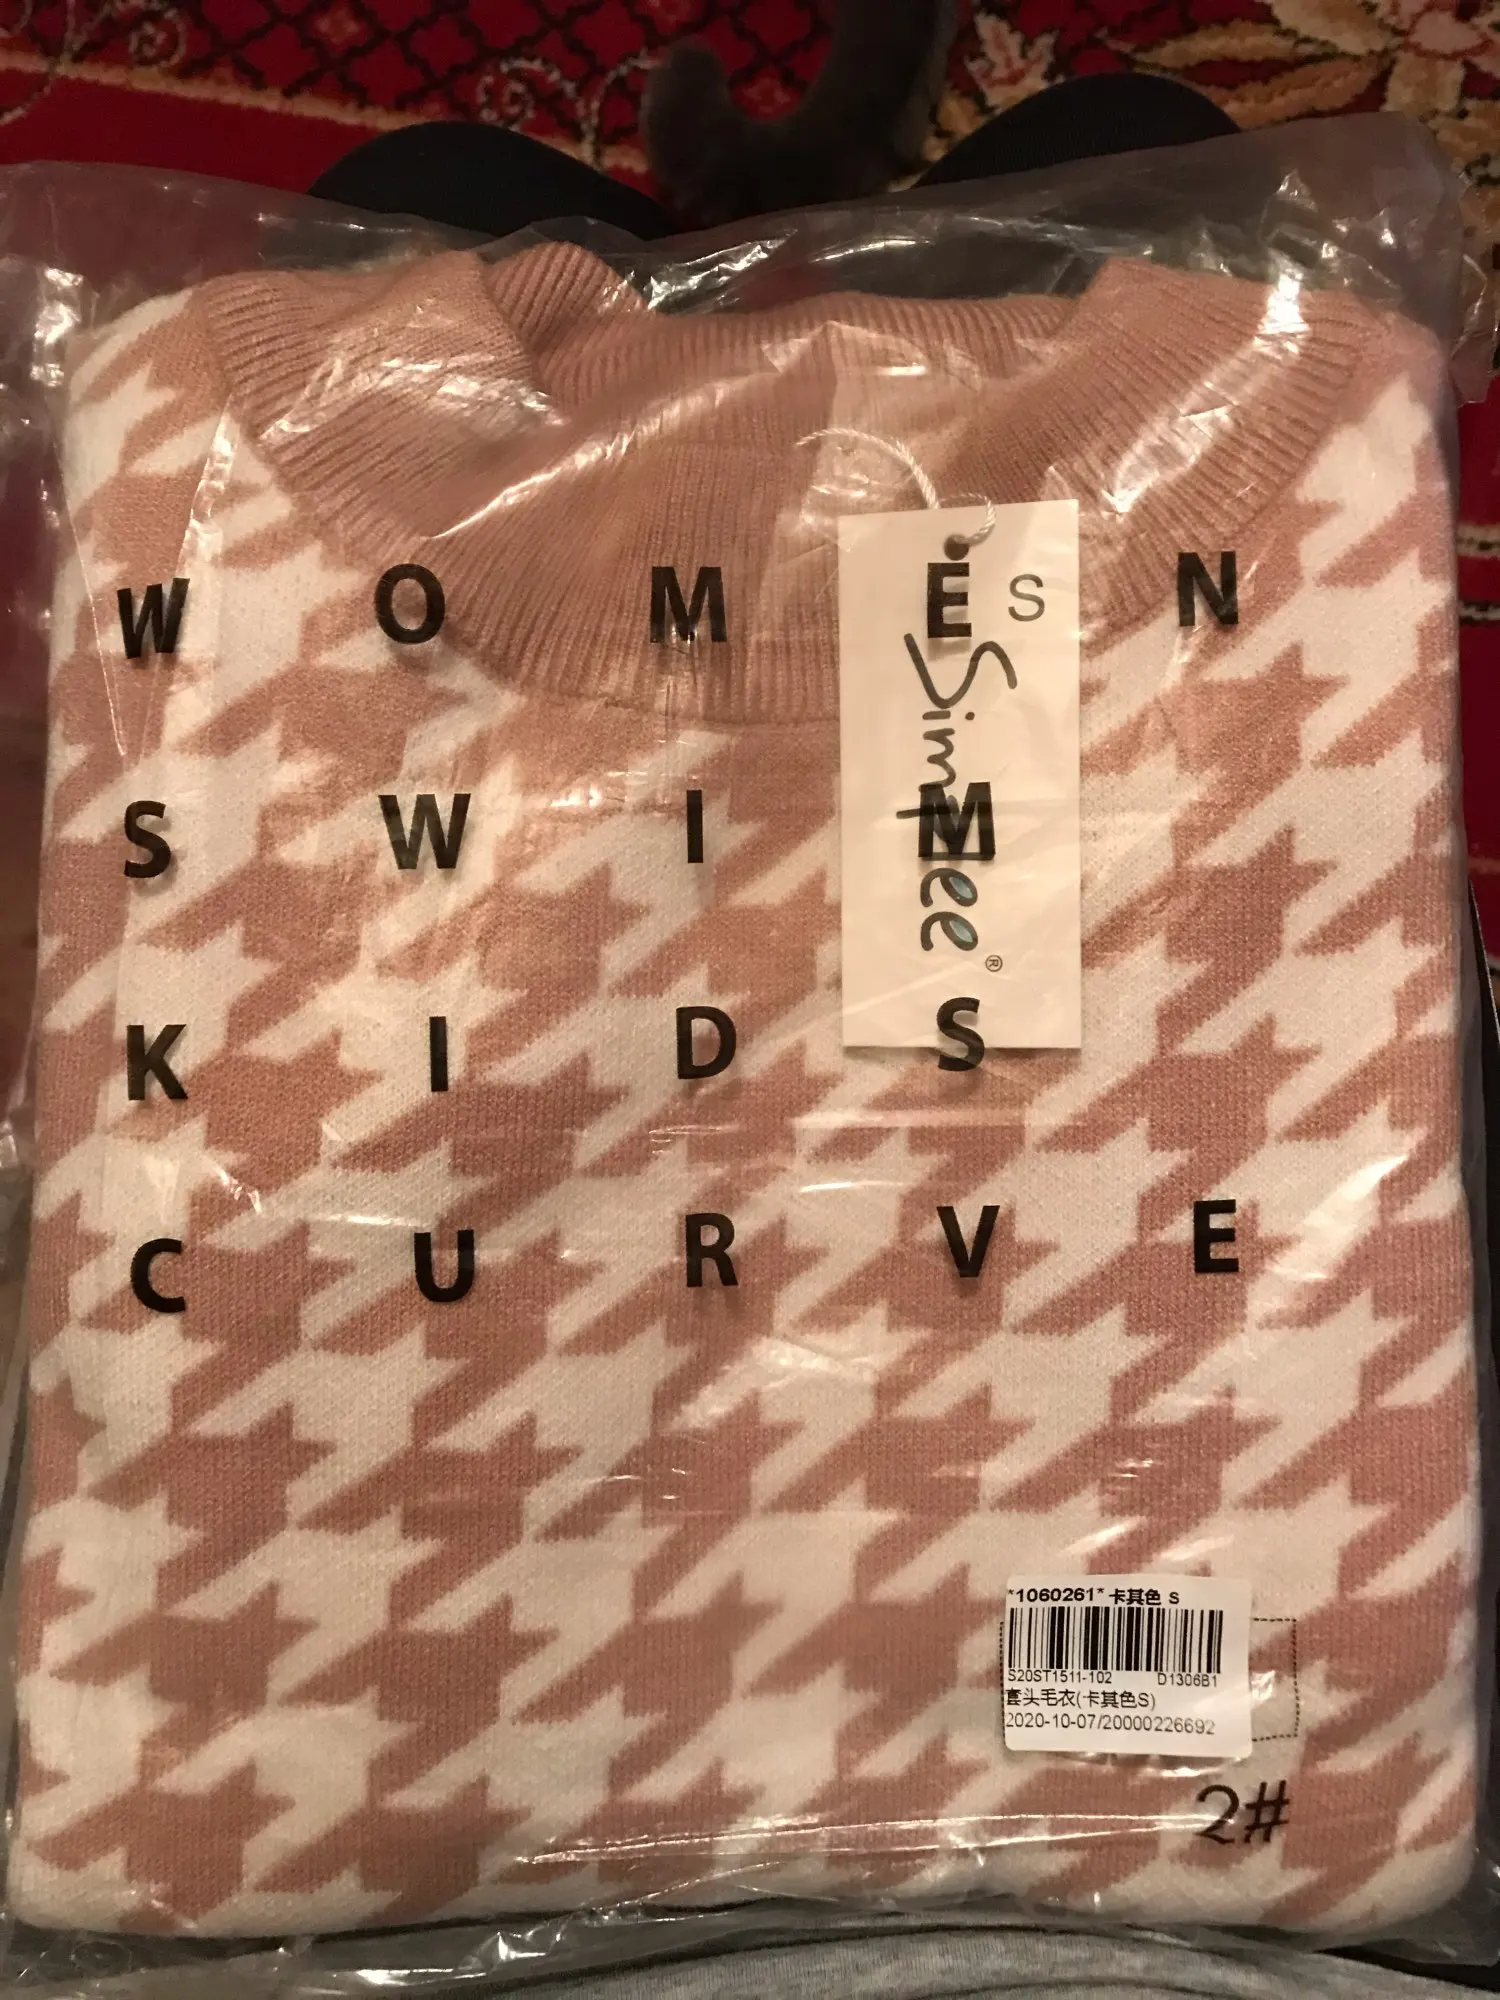 WOMEN
S
Simplee®
SWIM
KIDS
CURVE
*1060261* 卡其色 S
S20ST1511-102 D1306B1
套头毛衣(卡其色S)
2020-10-07/20000226692
2#